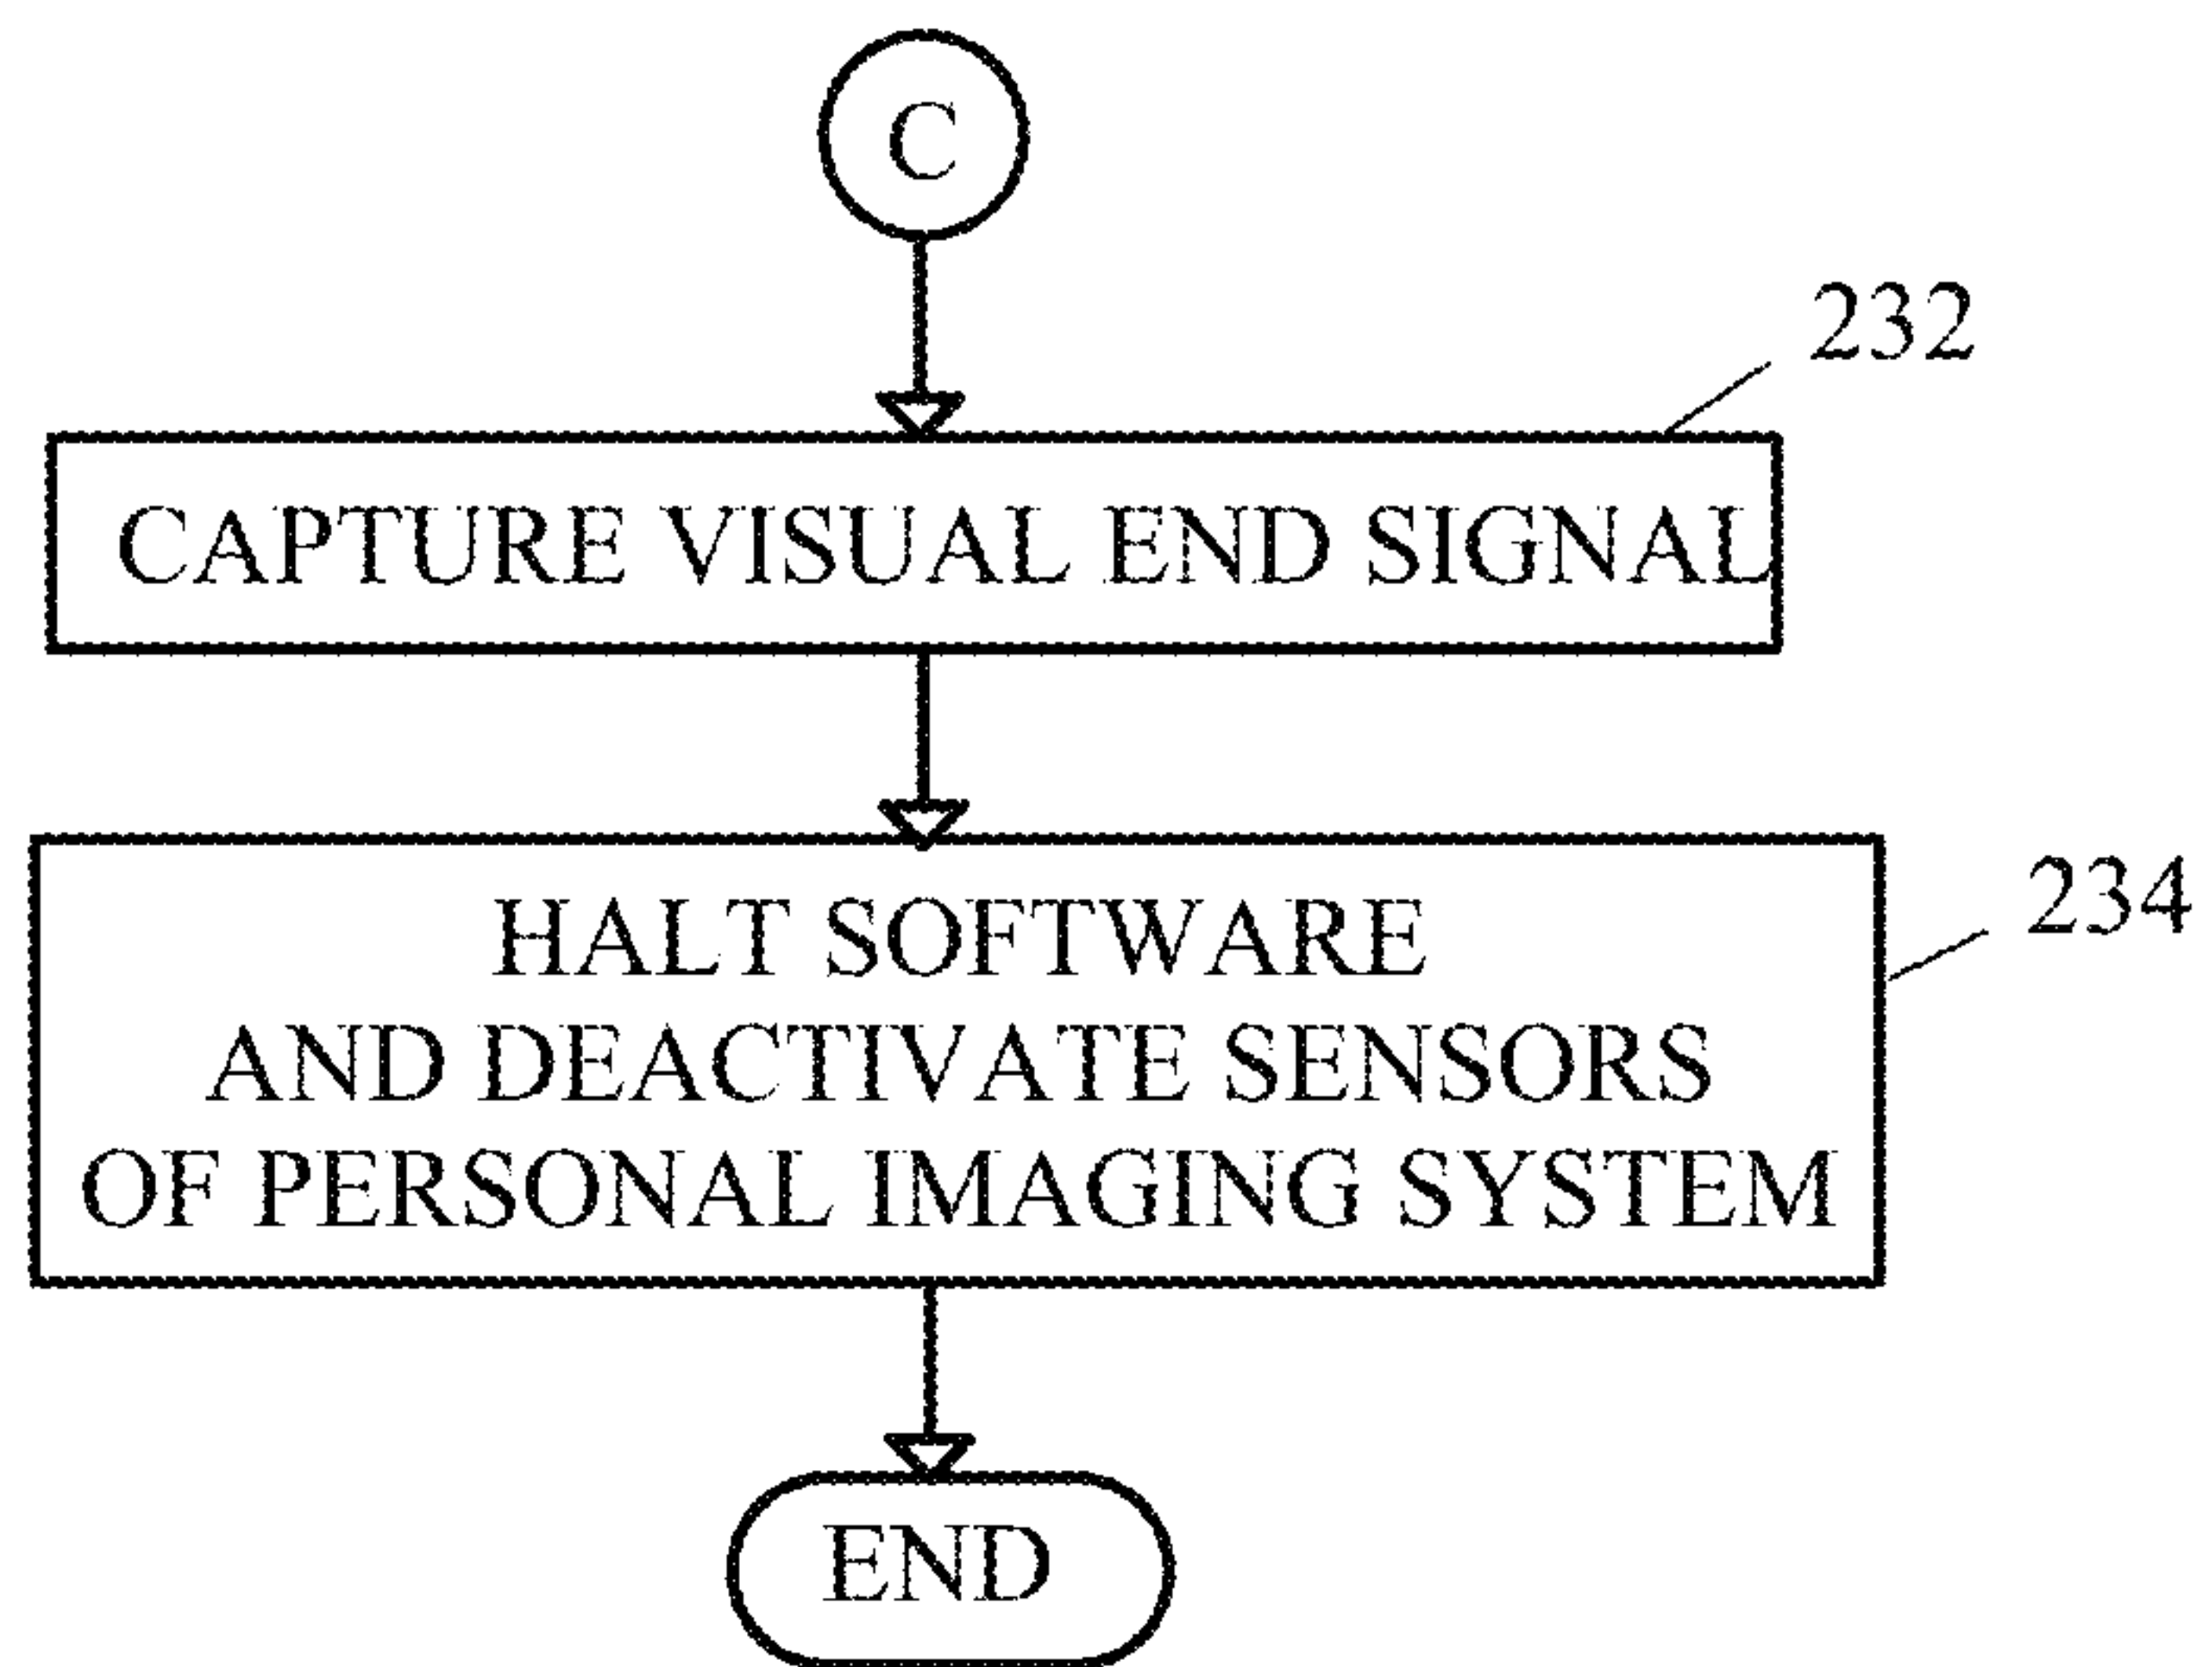 C
232
CAPTURE VISUAL END SIGNAL
234
HALT SOFTWARE
AND DEACTIVATE SENSORS
OF PERSONAL IMAGING SYSTEM
END